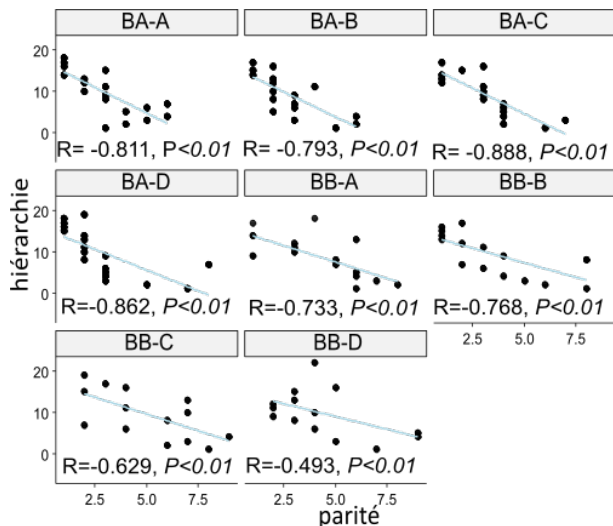 BA-A BA-B BA-C
20
10
0
R= -0.811, P<0.01 R= -0.793, P<0.01 R= -0.888, P<0.01
BA-D BB-A BB-B
hiérarchie
20
10
0
R=-0.862, P<0.01 R=-0.733, P<0.01 R=-0.768, P<0.01
BB-C BB-D
2.5 5.0 7.5
20
10
0
R=-0.629, P<0.01 R=-0.493, P<0.01
2.5 5.0 7.5 2.5 5.0 7.5
parité